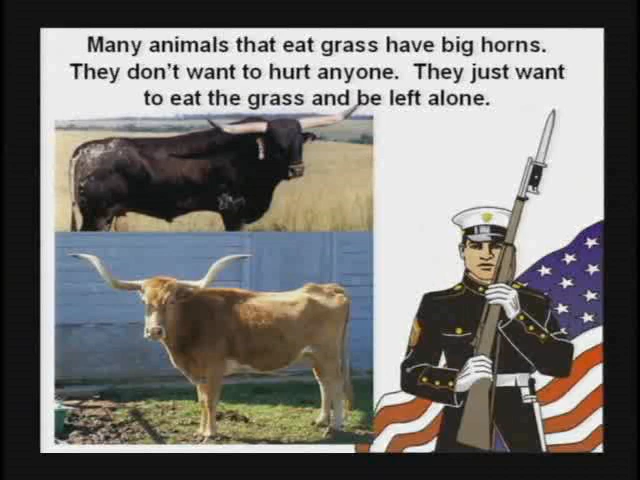 Many animals that eat grass have big horns.
They don't want to hurt anyone.  They just want
to eat the grass and be left alone.